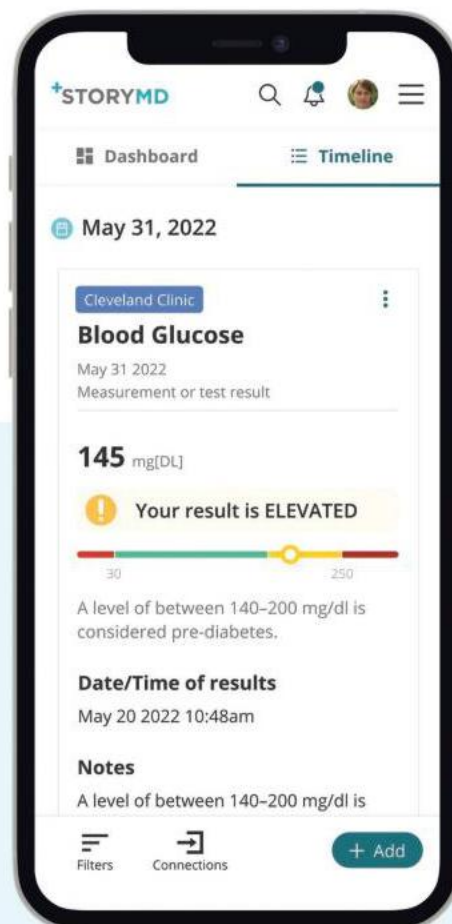 +STORYMD
Dashboard
Timeline
May 31, 2022
Cleveland Clinic
Blood Glucose
May 31 2022
Measurement or test result
145 mg[DL]
! Your result is ELEVATED
30 250
A level of between 140–200 mg/dl is
considered pre-diabetes.
Date/Time of results
May 20 2022 10:48am
Notes
A level of between 140–200 mg/dl is
Filters
Connections
+ Add